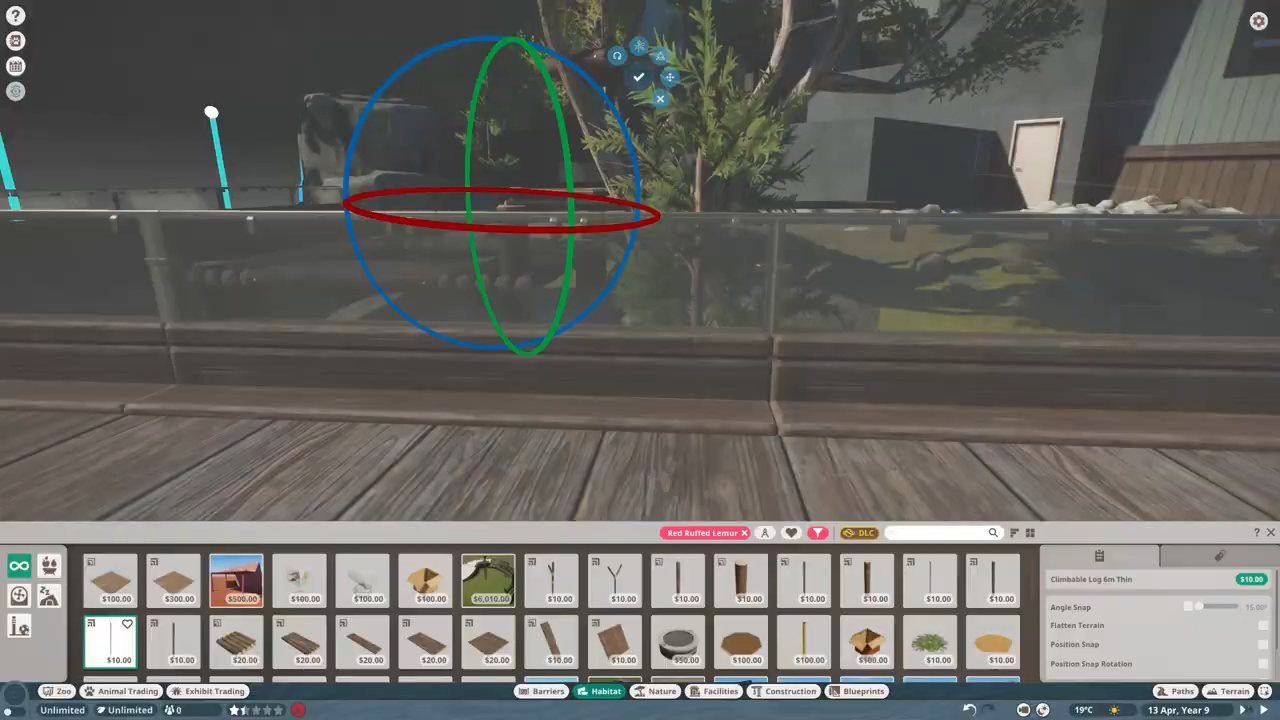 Red Ruffed Lemur
DLC
$100.00 $300.00 $500.00 $100.00 $100.00 $100.00 $6,010.00 $10.00 $10.00 $10.00 $10.00 $10.00 $10.00 $10.00 $10.00
Climbable Log 6m Thin $10.00
Angle Snap 15.00°
Flatten Terrain
Position Snap
Position Snap Rotation
$10.00 $10.00 $20.00 $20.00 $20.00 $20.00 $20.00 $10.00 $10.00 $50.00 $100.00 $100.00 $100.00 $10.00 $10.00
Zoo Animal Trading Exhibit Trading Barriers Habitat Nature Facilities Construction Blueprints Paths Terrain
Unlimited Unlimited 0 19°C 13 Apr, Year 9